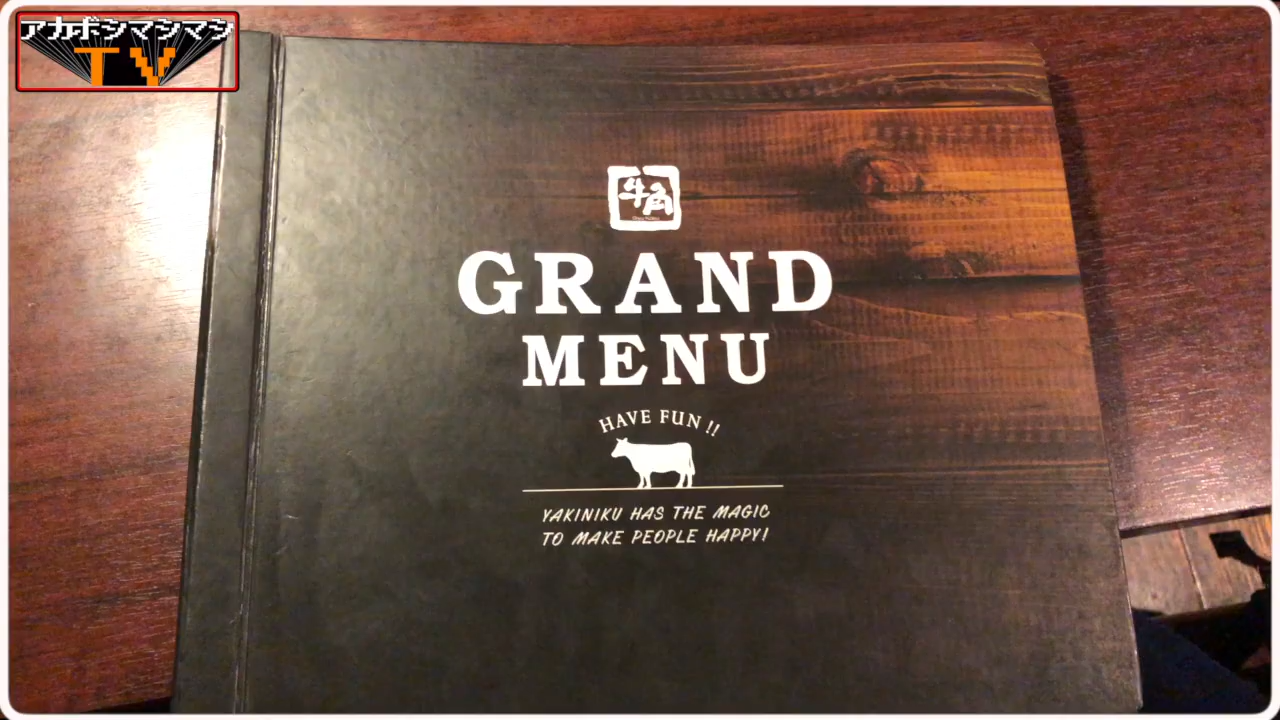 アカボシマシマシ
TV
牛角
GRAND
MENU
HAVE FUN !!
YAKINIKU HAS THE MAGIC
TO MAKE PEOPLE HAPPY!